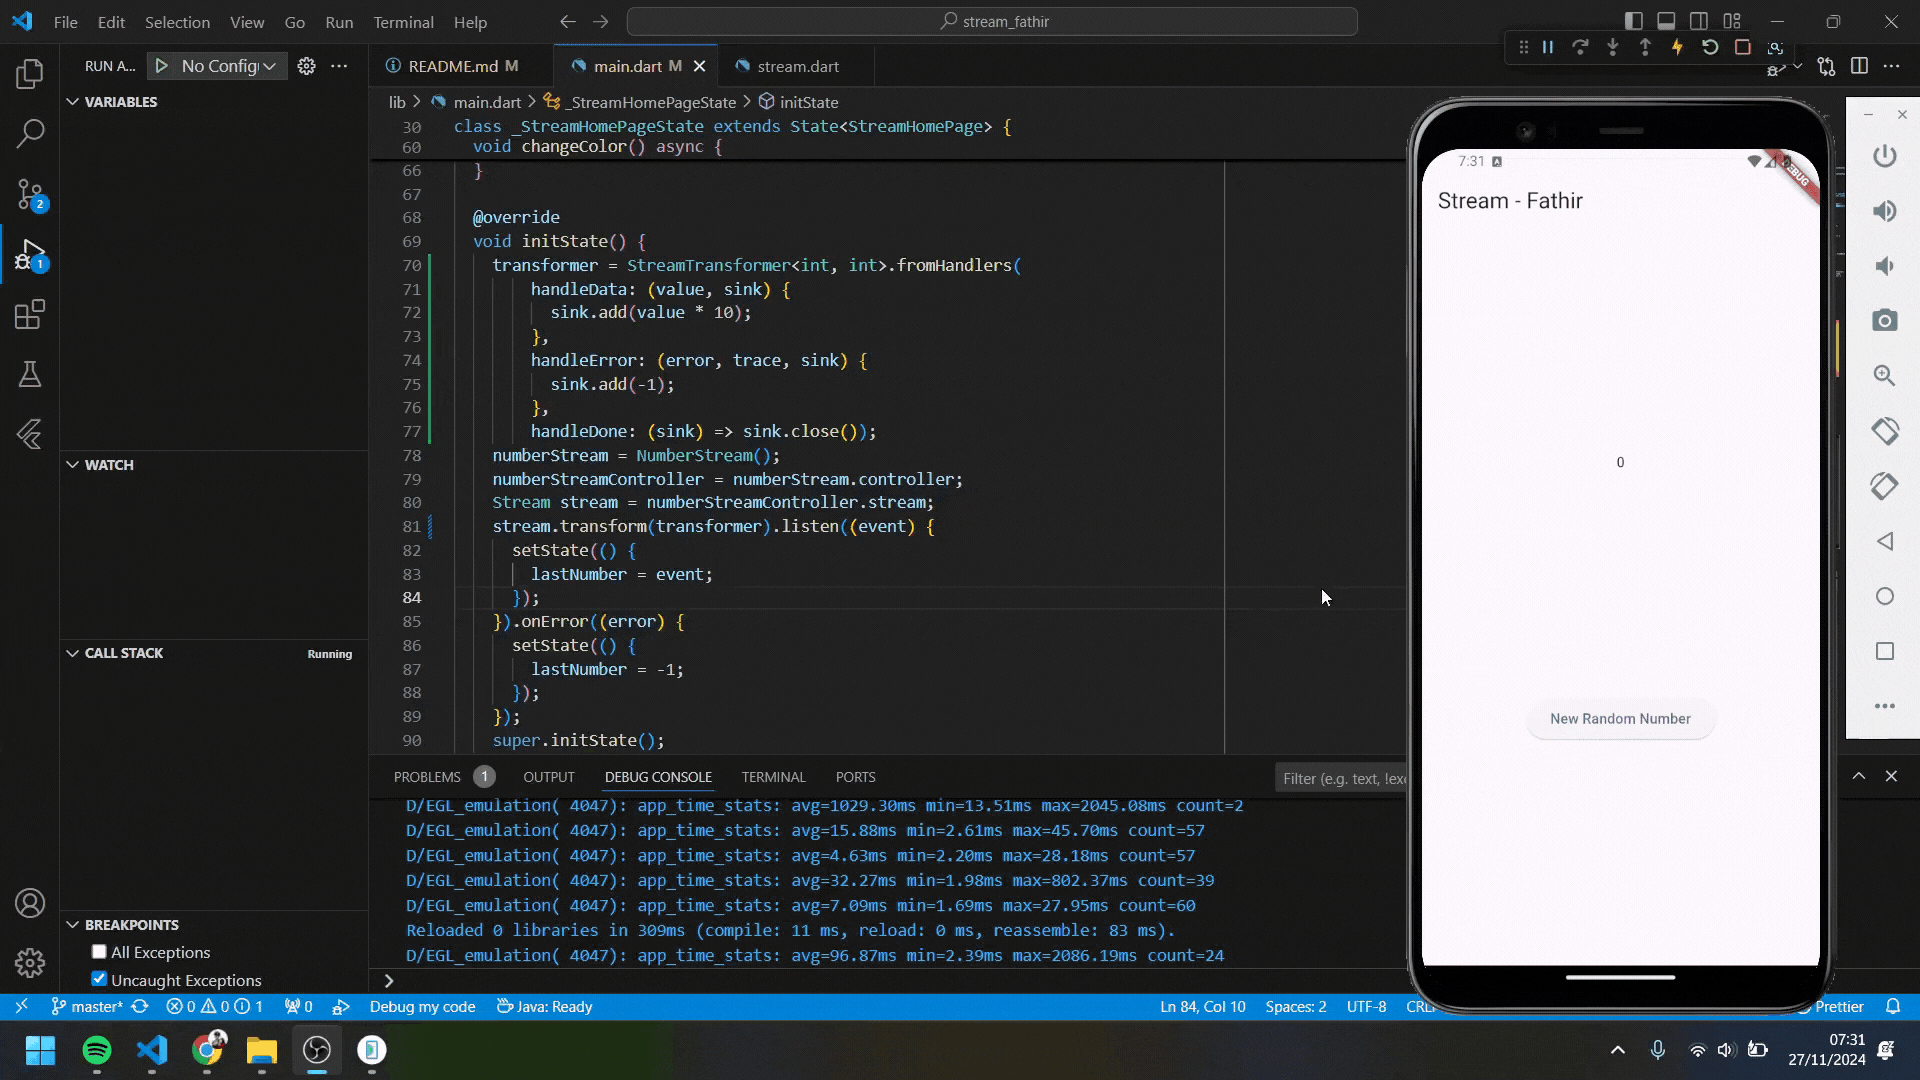 File Edit Selection View Go Run Terminal Help
stream_fathir
RUN A... No Config
README.md M
main.dart M
stream.dart
lib > main.dart > _StreamHomePageState > initState
VARIABLES
WATCH
CALL STACK
Running
BREAKPOINTS
All Exceptions
Uncaught Exceptions
30 class _StreamHomePageState extends State<StreamHomePage> {
60 void changeColor() async {
66 }
67
68 @override
69 void initState() {
70 transformer = StreamTransformer<int, int>.fromHandlers(
71 handleData: (value, sink) {
72 sink.add(value * 10);
73 },
74 handleError: (error, trace, sink) {
75 sink.add(-1);
76 },
77 handleDone: (sink) => sink.close());
78 numberStream = NumberStream();
79 numberStreamController = numberStream.controller;
80 Stream stream = numberStreamController.stream;
81 stream.transform(transformer).listen((event) {
82 setState(() {
83 lastNumber = event;
84 });
85 }).onError((error) {
86 setState(() {
87 lastNumber = -1;
88 });
89 });
90 super.initState();
PROBLEMS 1 OUTPUT DEBUG CONSOLE TERMINAL PORTS
Filter (e.g. text, !exc
D/EGL_emulation( 4047): app_time_stats: avg=1029.30ms min=13.51ms max=2045.08ms count=2
D/EGL_emulation( 4047): app_time_stats: avg=15.88ms min=2.61ms max=45.70ms count=57
D/EGL_emulation( 4047): app_time_stats: avg=4.63ms min=2.20ms max=28.18ms count=57
D/EGL_emulation( 4047): app_time_stats: avg=32.27ms min=1.98ms max=802.37ms count=39
D/EGL_emulation( 4047): app_time_stats: avg=7.09ms min=1.69ms max=27.95ms count=60
Reloaded 0 libraries in 309ms (compile: 11 ms, reload: 0 ms, reassemble: 83 ms).
D/EGL_emulation( 4047): app_time_stats: avg=96.87ms min=2.39ms max=2086.19ms count=24
7:31
Stream - Fathir
0
New Random Number
2
1
master* 0 0 1 0 Debug my code Java: Ready
Ln 84, Col 10 Spaces: 2 UTF-8 CRLF Prettier
07:31
27/11/2024